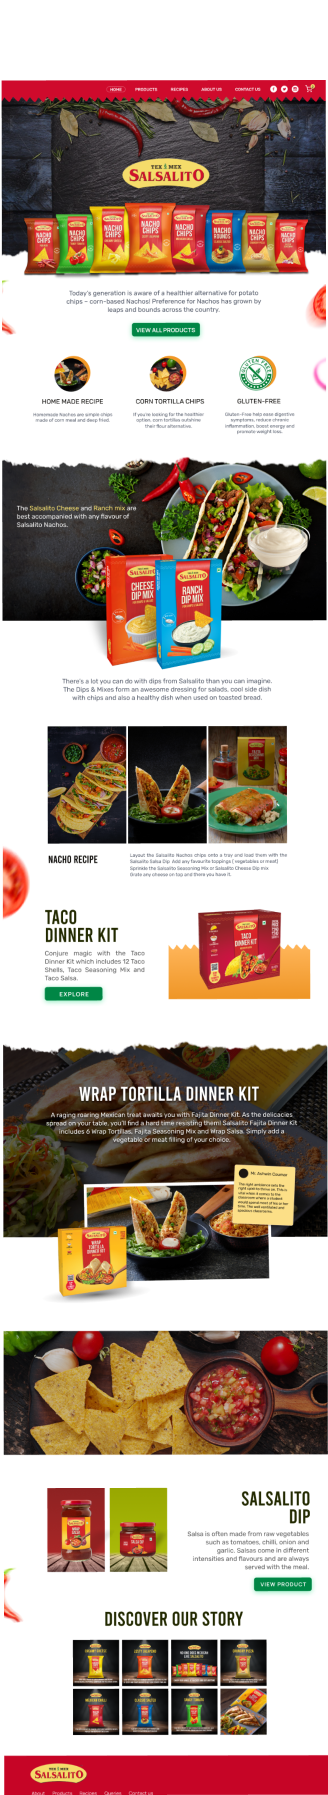 HOME PRODUCTS RECIPES ABOUT US CONTACT US
TEX MEX
SALSALITO
NACHO CHIPS
NACHO CHIPS
NACHO CHIPS
NACHO CHIPS
NACHO CHIPS
NACHO ROUNDS
NACHO CHIPS
NACHO CHIPS
Today's generation is aware of a healthier alternative for potato
chips – corn-based Nachos! Preference for Nachos has grown by
leaps and bounds across the country.
VIEW ALL PRODUCTS
GLUTEN FREE
HOME MADE RECIPE
CORN TORTILLA CHIPS
GLUTEN-FREE
Homemade Nachos are simple chips
made of corn meal and deep fried.
If you're looking for the healthier
option, corn tortillas outshine
their flour alternative.
Gluten-Free help ease digestive
symptoms, reduce chronic
inflammation, boost energy and
promote weight loss.
The Salsalito Cheese and Ranch mix are
best accompanied with any flavour of
Salsalito Nachos.
SALSALITO
CHEESE
DIP MIX
SALSALITO
RANCH
DIP MIX
There's a lot you can do with dips from Salsalito than you can imagine.
The Dips & Mixes form an awesome dressing for salads, cool side dish
with chips and also a healthy dish when used on toasted bread.
NACHO RECIPE
Layout the Salsalito Nachos chips onto a tray and load them with the
Salsalito Salsa Dip. Add any favourite toppings ( vegetables or meat)
Sprinkle the Salsalito Seasoning Mix or Salsalito Cheese Dip mix.
Grate any cheese on top and there you have it.
TACO
DINNER KIT
Conjure magic with the Taco
Dinner Kit which includes 12 Taco
Shells, Taco Seasoning Mix and
Taco Salsa.
EXPLORE
SALSALITO
TACO
DINNER KIT
WRAP TORTILLA DINNER KIT
A raging roaring Mexican treat awaits you with Fajita Dinner Kit. As the delicacies
spread on your table, you'll find a hard time resisting them! Salsalito Fajita Dinner Kit
includes 6 Wrap Tortillas, Fajita Seasoning Mix and Wrap Salsa. Simply add a
vegetable or meat filling of your choice.
SALSALITO
WRAP
TORTILLA
DINNER KIT
SALSALITO
DIP
Salsa is often made from raw vegetables
such as tomatoes, chilli, onion and
garlic. Salsas come in different
intensities and flavours and are always
served with the meal.
VIEW PRODUCT
DISCOVER OUR STORY
TEX MEX
SALSALITO
About Products Recipes Queries Contact us